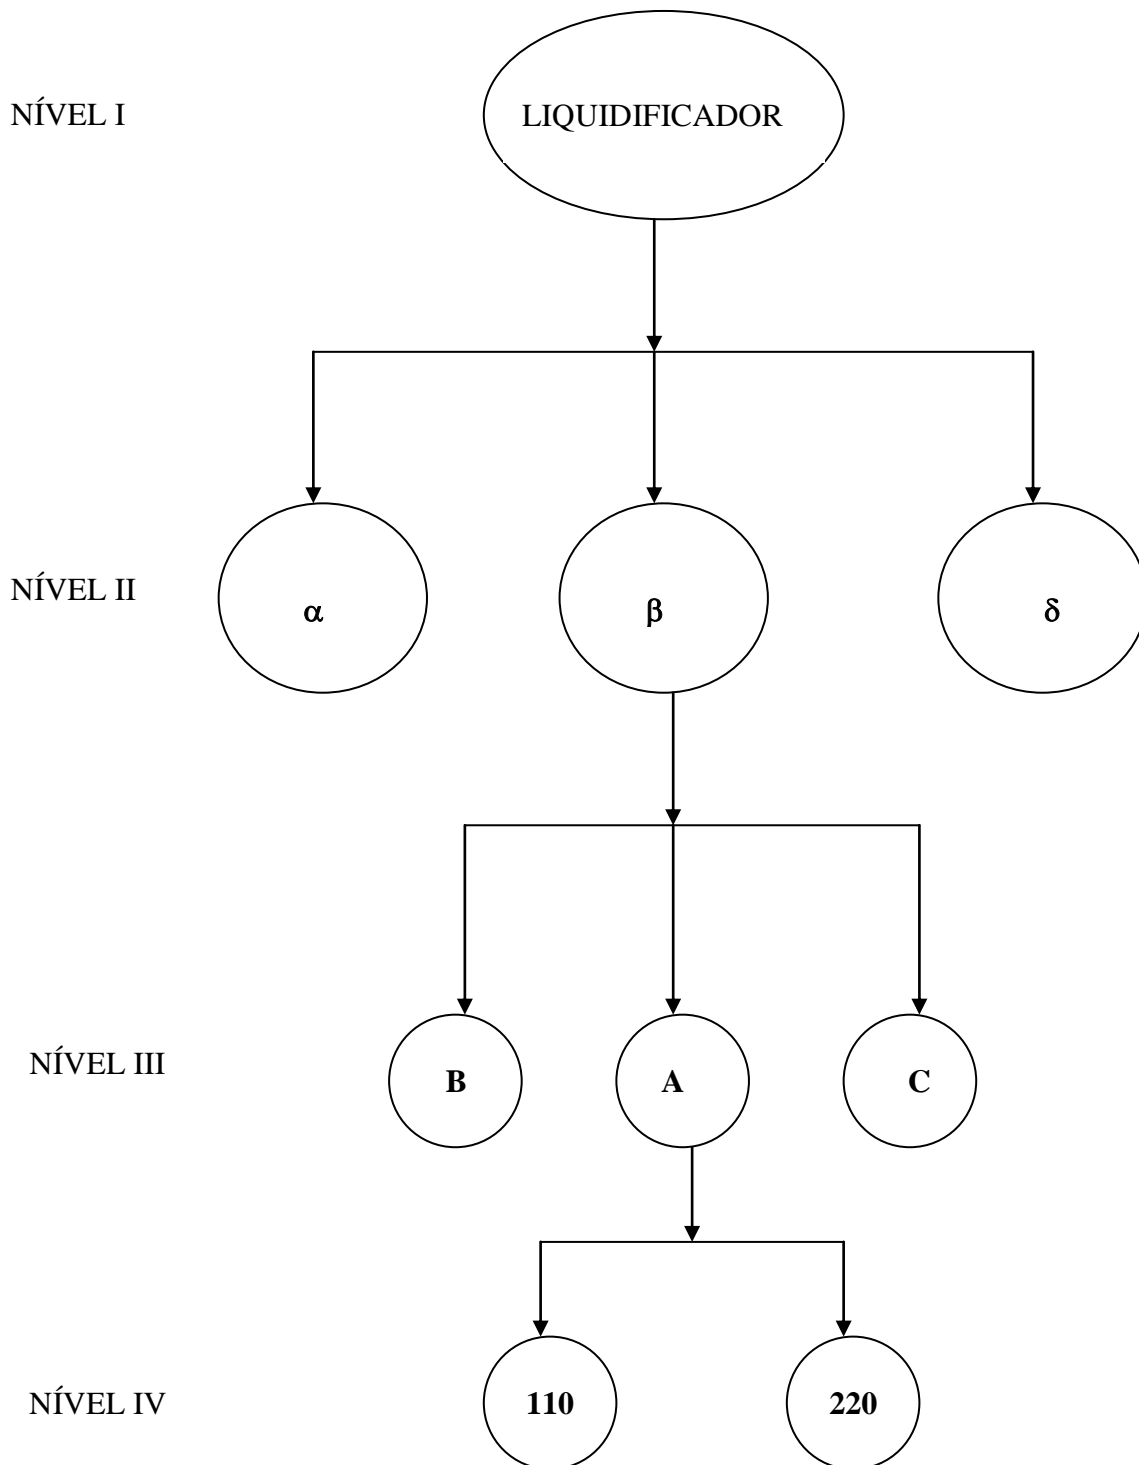 NÍVEL I
LIQUIDIFICADOR
NÍVEL II
α
β
δ
NÍVEL III
B
A
C
NÍVEL IV
110
220